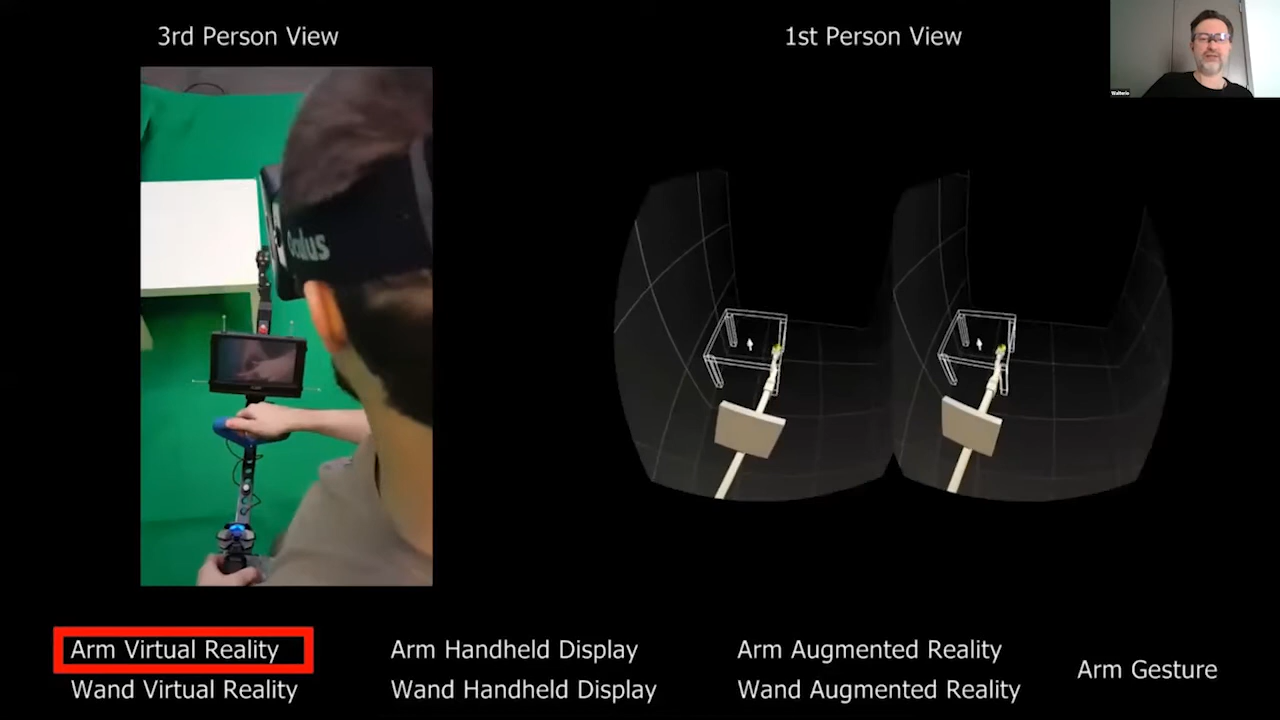 3rd Person View
1st Person View
Walterio
Oculus
Arm Virtual Reality
Arm Handheld Display
Arm Augmented Reality
Arm Gesture
Wand Virtual Reality
Wand Handheld Display
Wand Augmented Reality